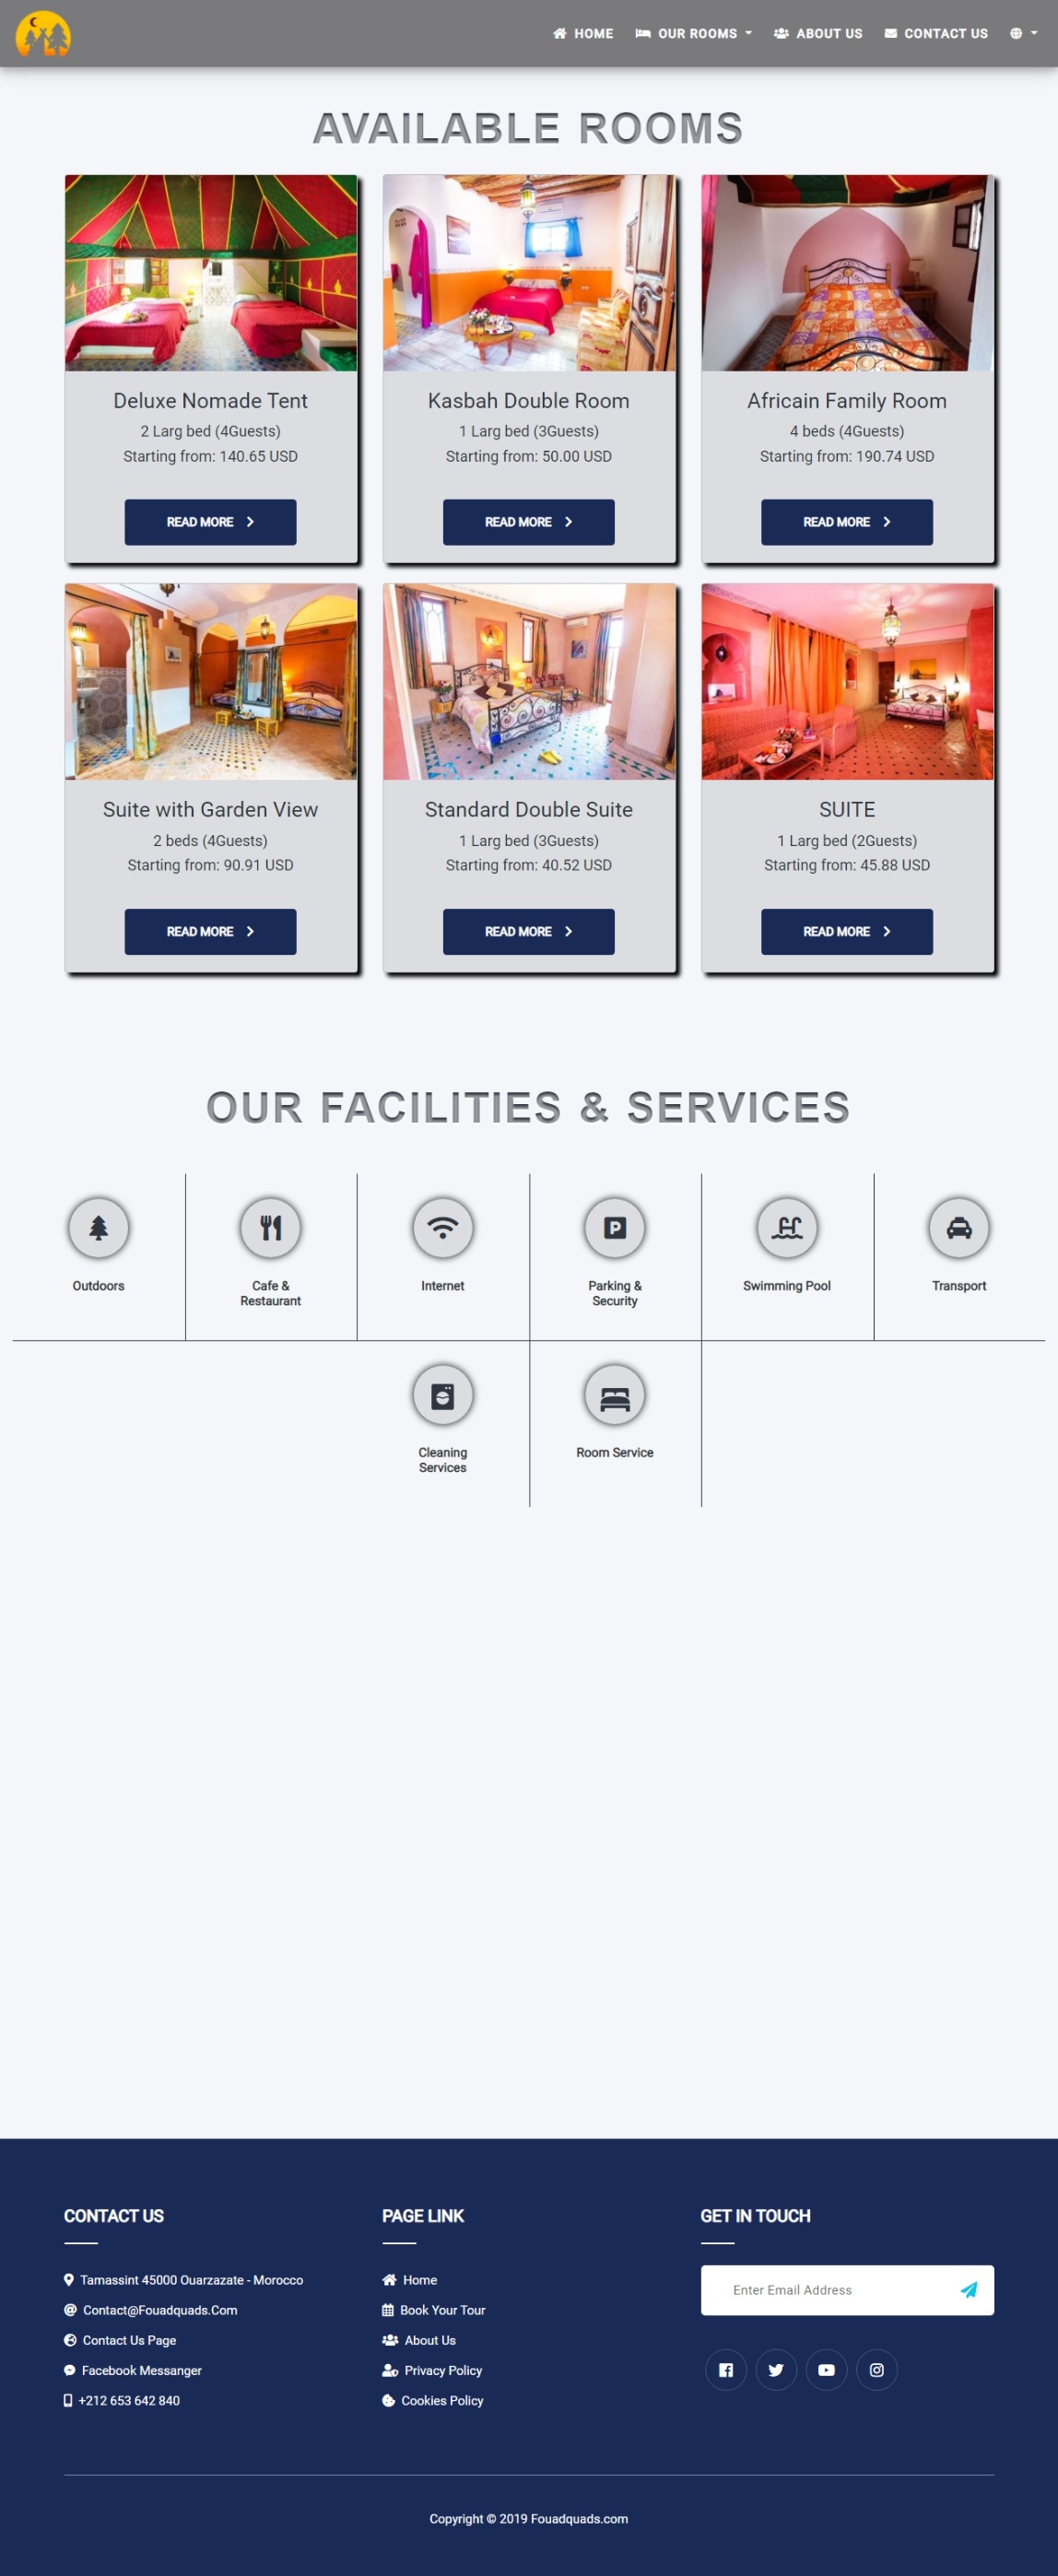 HOME OUR ROOMS ABOUT US CONTACT US
AVAILABLE ROOMS
Deluxe Nomade Tent
2 Larg bed (4Guests)
Starting from: 140.65 USD
READ MORE
Kasbah Double Room
1 Larg bed (3Guests)
Starting from: 50.00 USD
READ MORE
Africain Family Room
4 beds (4Guests)
Starting from: 190.74 USD
READ MORE
Suite with Garden View
2 beds (4Guests)
Starting from: 90.91 USD
READ MORE
Standard Double Suite
1 Larg bed (3Guests)
Starting from: 40.52 USD
READ MORE
SUITE
1 Larg bed (2Guests)
Starting from: 45.88 USD
READ MORE
OUR FACILITIES & SERVICES
Outdoors
Cafe &
Restaurant
Internet
Parking &
Security
Swimming Pool
Transport
Cleaning
Services
Room Service
CONTACT US
Tamassint 45000 Ouarzazate - Morocco
Contact@Fouadquads.Com
Contact Us Page
Facebook Messanger
+212 653 642 840
PAGE LINK
Home
Book Your Tour
About Us
Privacy Policy
Cookies Policy
GET IN TOUCH
Enter Email Address
Copyright © 2019 Fouadquads.com